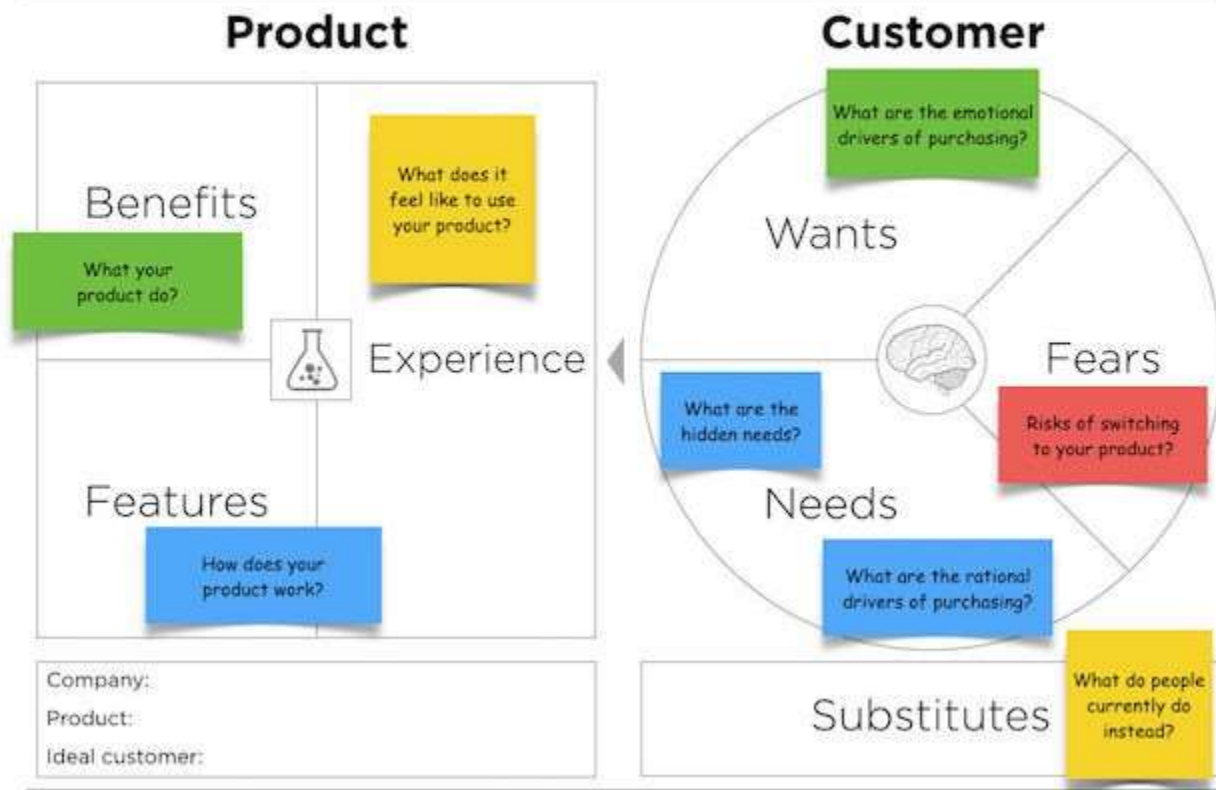 Product
Benefits
What your
product do?
What does it
feel like to use
your product?
Experience
Features
How does your
product work?
Company:
Product:
Ideal customer:
Customer
What are the emotional
drivers of purchasing?
Wants
Fears
Risks of switching
to your product?
What are the
hidden needs?
Needs
What are the rational
drivers of purchasing?
Substitutes
What do people
currently do
instead?